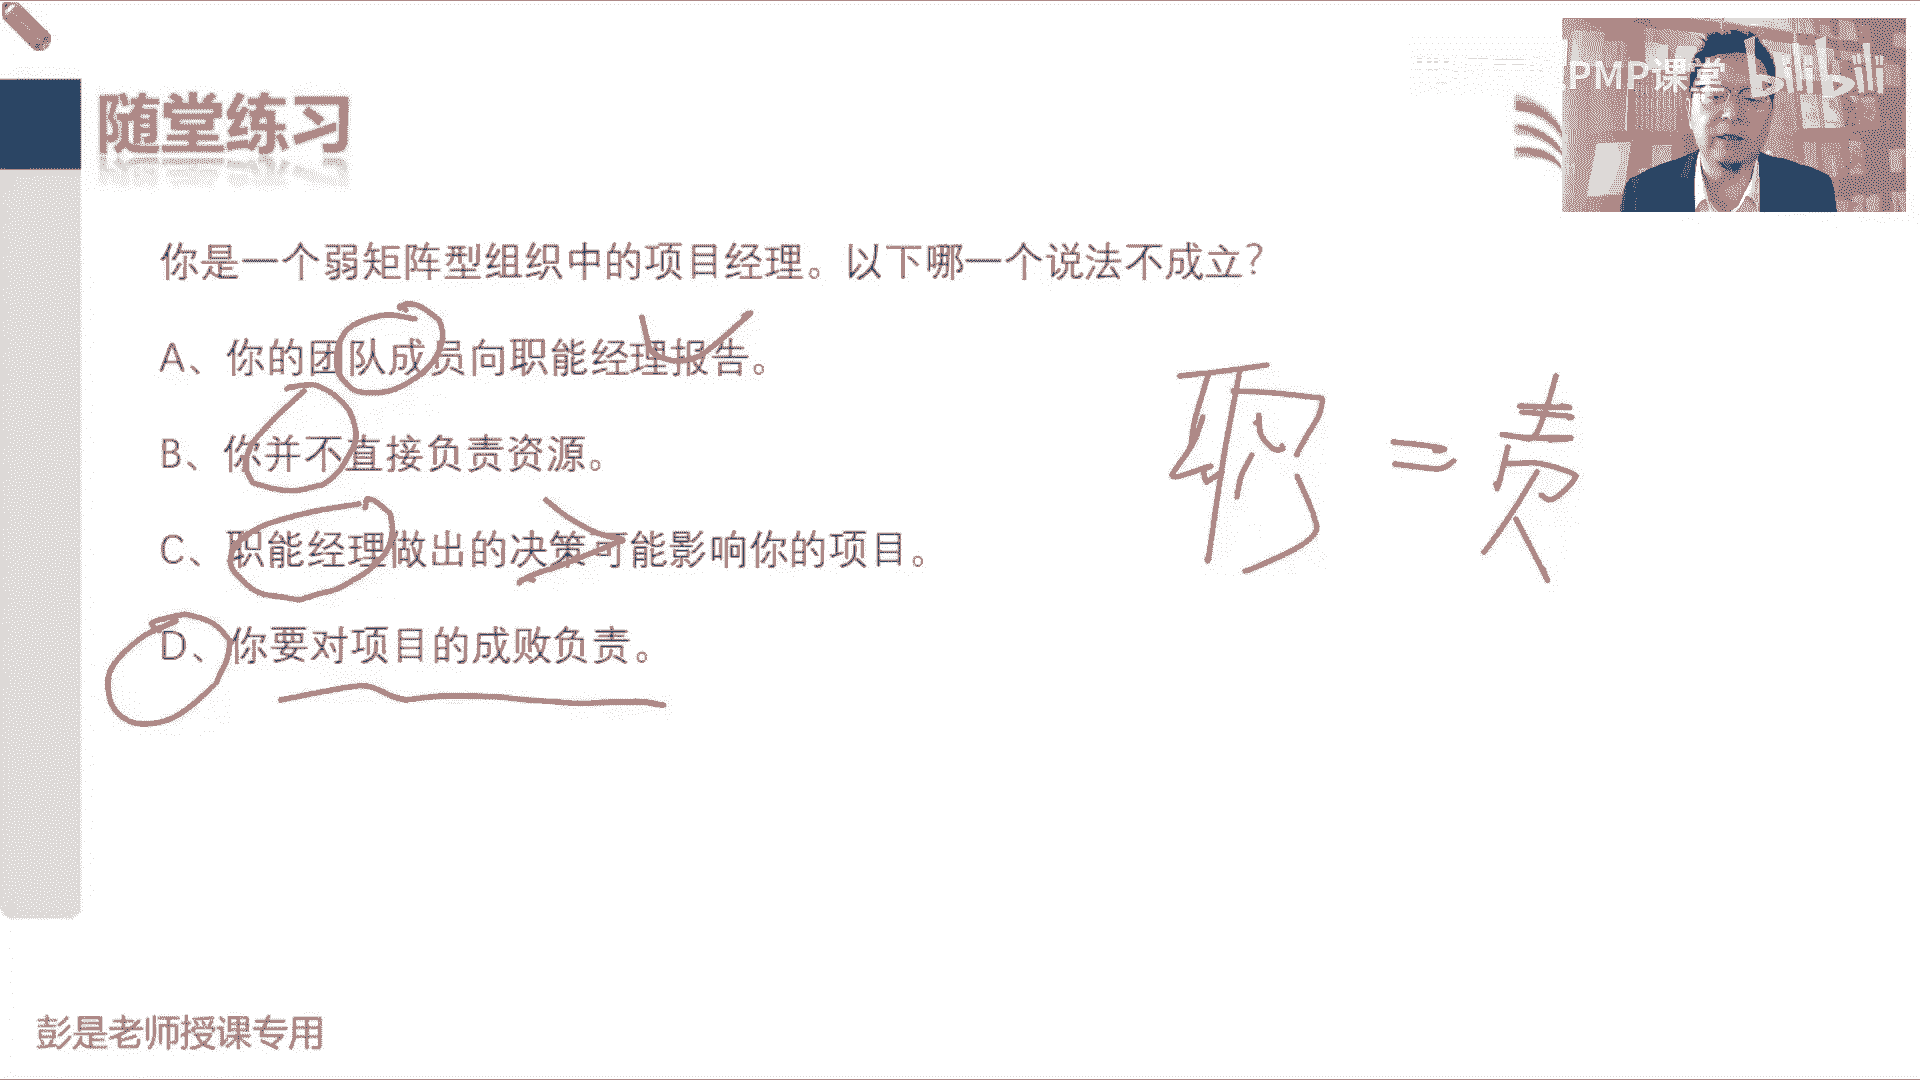 PMP课堂 bilibili
随堂练习
你是一个弱矩阵型组织中的项目经理。以下哪一个说法不成立？
A、你的团队成员向职能经理报告。
B、你并不直接负责资源。
C、职能经理做出的决策可能影响你的项目。
D、你要对项目的成败负责。
职=责
彭是老师授课专用